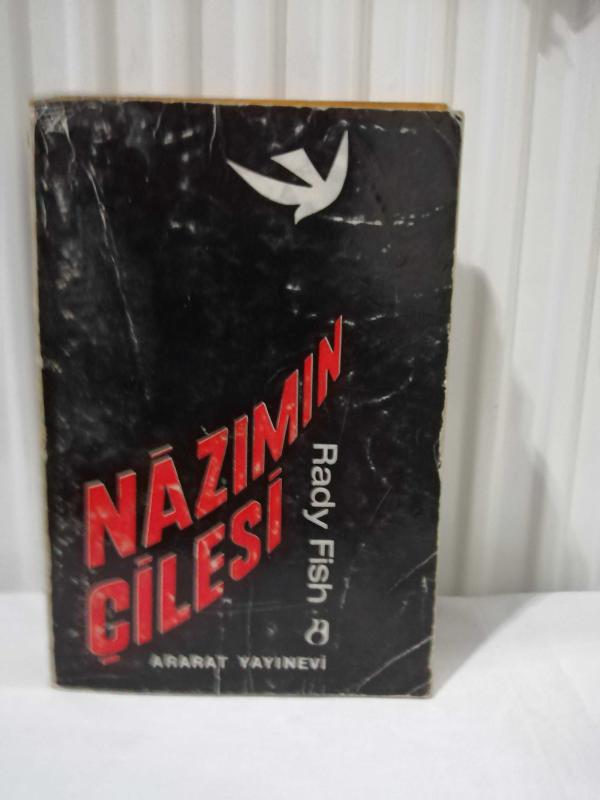 NÂZIMIN
ÇİLESİ
Rady Fish
ARARAT YAYINEVİ